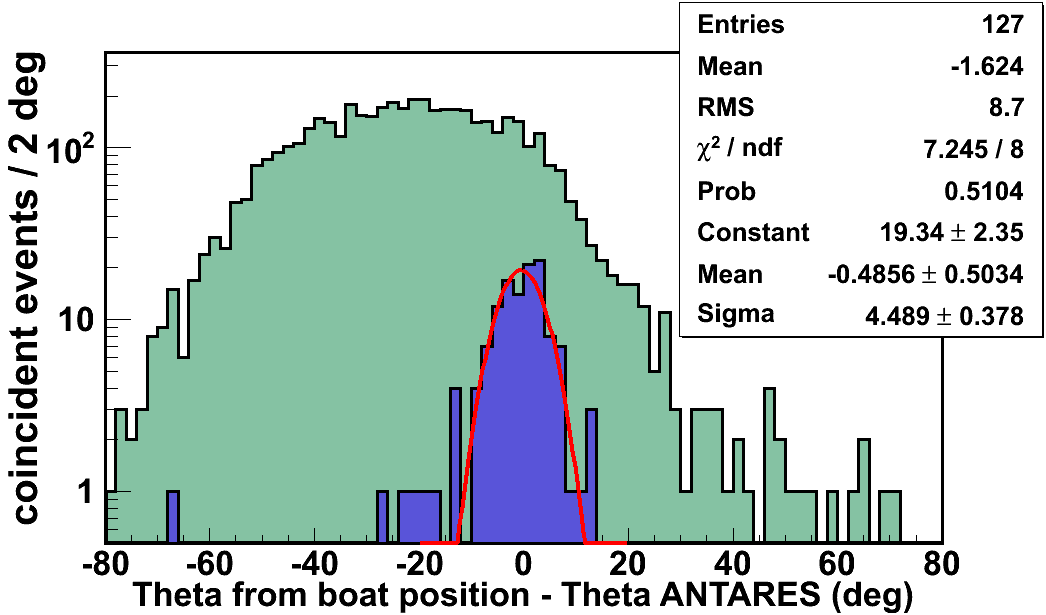 Entries 127
Mean -1.624
RMS 8.7
χ² / ndf 7.245 / 8
Prob 0.5104
Constant 19.34 ± 2.35
Mean -0.4856 ± 0.5034
Sigma 4.489 ± 0.378
coincident events / 2 deg
10²
10
1
-80 -60 -40 -20 0 20 40 60 80
Theta from boat position - Theta ANTARES (deg)